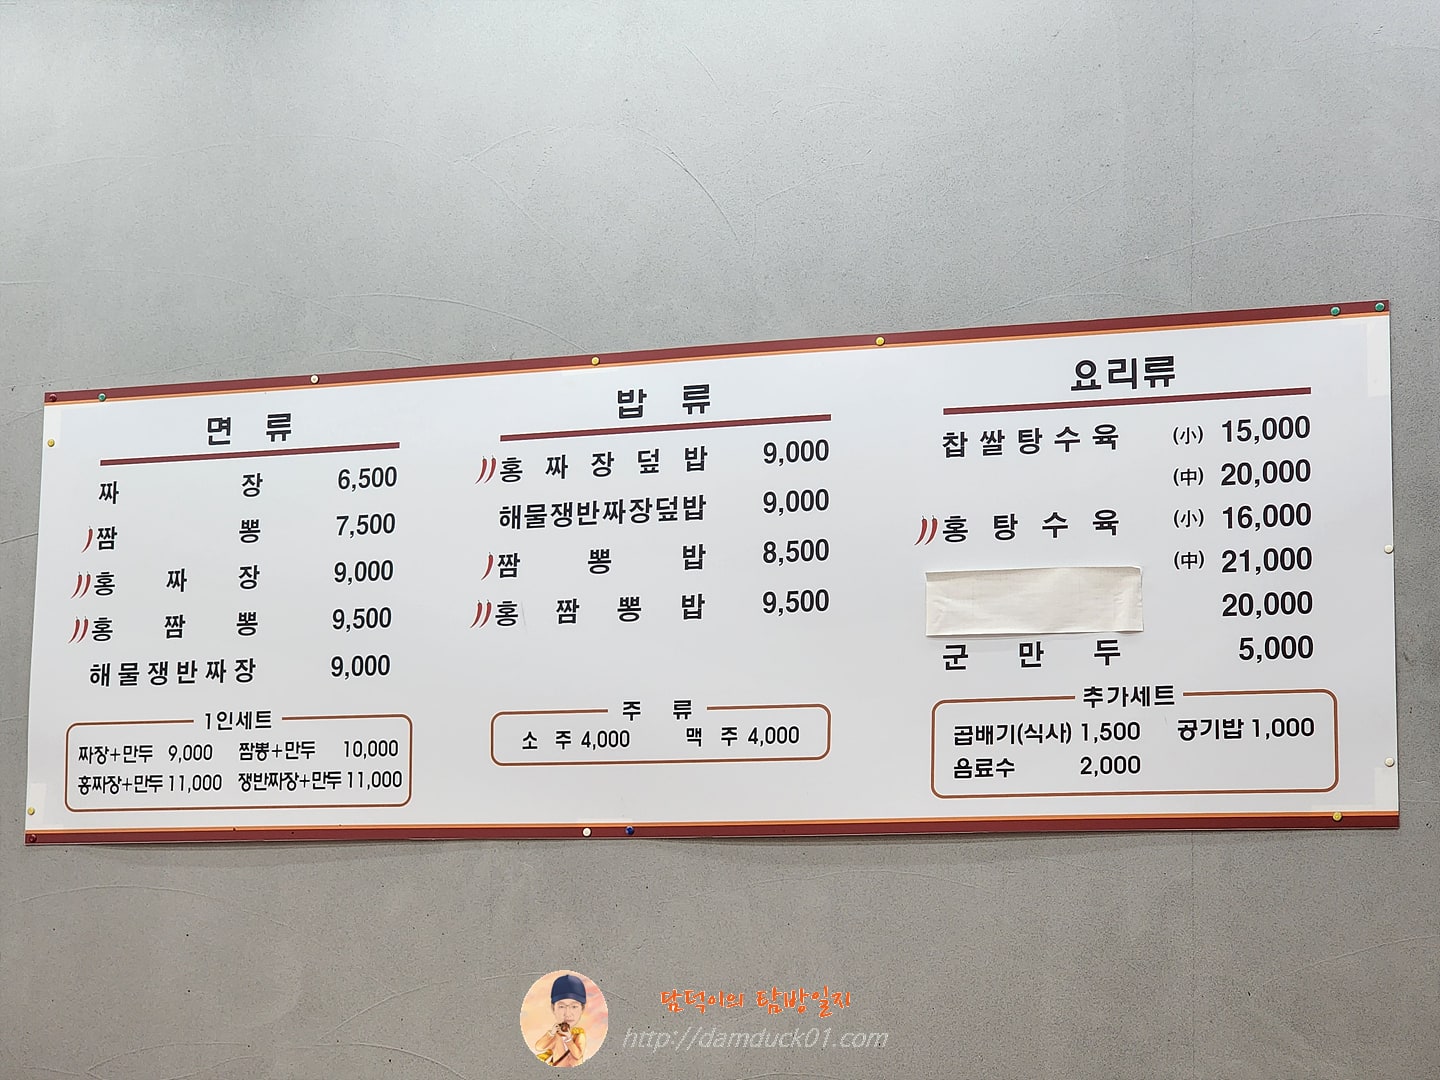 면 류
짜 장 6,500
짬 뽕 7,500
홍 짜 장 9,000
홍 짬 뽕 9,500
해물쟁반짜장 9,000
1인세트
짜장+만두 9,000 짬뽕+만두 10,000
홍짜장+만두 11,000 쟁반짜장+만두 11,000
밥 류
홍 짜 장 덮 밥 9,000
해물쟁반짜장덮밥 9,000
짬 뽕 밥 8,500
홍 짬 뽕 밥 9,500
주 류
소 주 4,000 맥 주 4,000
요리류
찹쌀탕수육 (小) 15,000
(中) 20,000
홍 탕 수 육 (小) 16,000
(中) 21,000
20,000
군 만 두 5,000
추가세트
곱배기(식사) 1,500 공기밥 1,000
음료수 2,000
담덕이의 탐방일지
http://damduck01.com